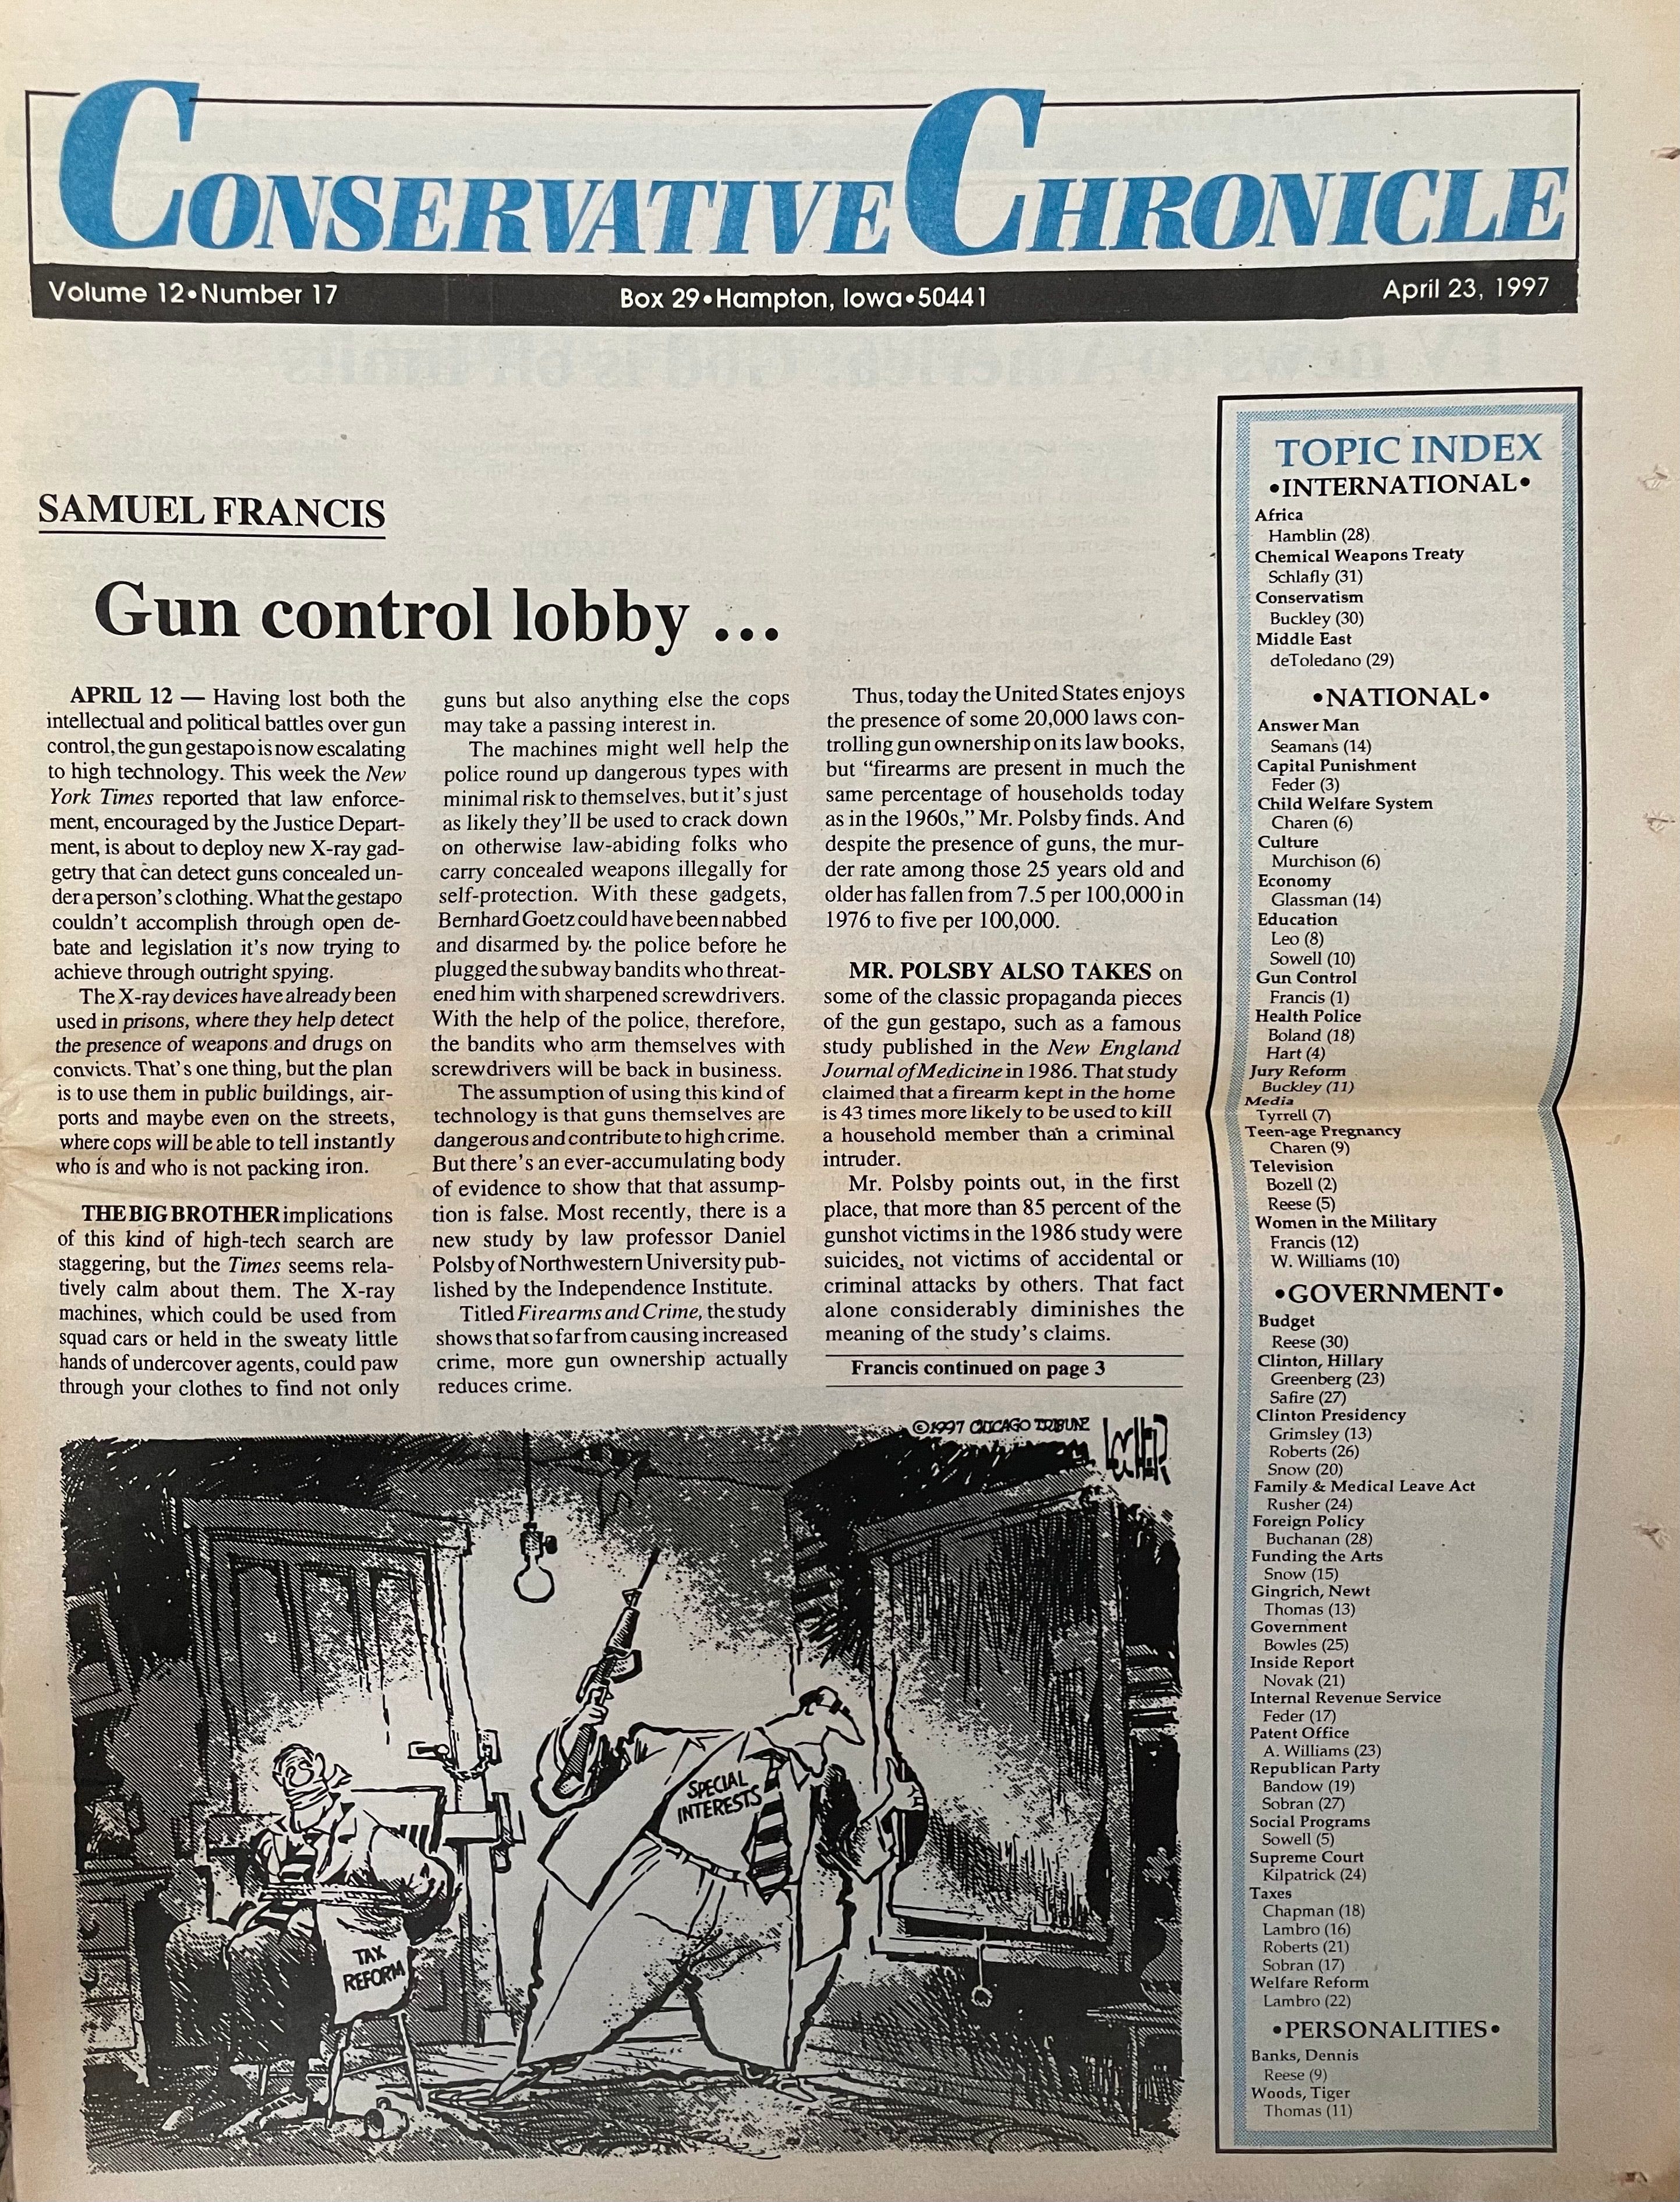 CONSERVATIVE CHRONICLE
Volume 12•Number 17
Box 29•Hampton, Iowa•50441
April 23, 1997
SAMUEL FRANCIS
Gun control lobby ...
APRIL 12 — Having lost both the
intellectual and political battles over gun
control, the gun gestapo is now escalating
to high technology. This week the New
York Times reported that law enforce-
ment, encouraged by the Justice Depart-
ment, is about to deploy new X-ray gad-
getry that can detect guns concealed un-
der a person's clothing. What the gestapo
couldn't accomplish through open de-
bate and legislation it's now trying to
achieve through outright spying.
The X-ray devices have already been
used in prisons, where they help detect
the presence of weapons and drugs on
convicts. That's one thing, but the plan
is to use them in public buildings, air-
ports and maybe even on the streets,
where cops will be able to tell instantly
who is and who is not packing iron.
THE BIG BROTHER implications
of this kind of high-tech search are
staggering, but the Times seems rela-
tively calm about them. The X-ray
machines, which could be used from
squad cars or held in the sweaty little
hands of undercover agents, could paw
through your clothes to find not only
guns but also anything else the cops
may take a passing interest in.
The machines might well help the
police round up dangerous types with
minimal risk to themselves, but it's just
as likely they'll be used to crack down
on otherwise law-abiding folks who
carry concealed weapons illegally for
self-protection. With these gadgets,
Bernhard Goetz could have been nabbed
and disarmed by the police before he
plugged the subway bandits who threat-
ened him with sharpened screwdrivers.
With the help of the police, therefore,
the bandits who arm themselves with
screwdrivers will be back in business.
The assumption of using this kind of
technology is that guns themselves are
dangerous and contribute to high crime.
But there's an ever-accumulating body
of evidence to show that that assump-
tion is false. Most recently, there is a
new study by law professor Daniel
Polsby of Northwestern University pub-
lished by the Independence Institute.
Titled Firearms and Crime, the study
shows that so far from causing increased
crime, more gun ownership actually
reduces crime.
Thus, today the United States enjoys
the presence of some 20,000 laws con-
trolling gun ownership on its law books,
but “firearms are present in much the
same percentage of households today
as in the 1960s,” Mr. Polsby finds. And
despite the presence of guns, the mur-
der rate among those 25 years old and
older has fallen from 7.5 per 100,000 in
1976 to five per 100,000.
MR. POLSBY ALSO TAKES on
some of the classic propaganda pieces
of the gun gestapo, such as a famous
study published in the New England
Journal of Medicine in 1986. That study
claimed that a firearm kept in the home
is 43 times more likely to be used to kill
a household member than a criminal
intruder.
Mr. Polsby points out, in the first
place, that more than 85 percent of the
gunshot victims in the 1986 study were
suicides, not victims of accidental or
criminal attacks by others. That fact
alone considerably diminishes the
meaning of the study's claims.
Francis continued on page 3
©1997 CHICAGO TRIBUNE
LOCHER
SPECIAL
INTERESTS
TAX
REFORM
TOPIC INDEX
•INTERNATIONAL•
Africa
Hamblin (28)
Chemical Weapons Treaty
Schlafly (31)
Conservatism
Buckley (30)
Middle East
deToledano (29)
•NATIONAL•
Answer Man
Seamans (14)
Capital Punishment
Feder (3)
Child Welfare System
Charen (6)
Culture
Murchison (6)
Economy
Glassman (14)
Education
Leo (8)
Sowell (10)
Gun Control
Francis (1)
Health Police
Boland (18)
Hart (4)
Jury Reform
Buckley (11)
Media
Tyrrell (7)
Teen-age Pregnancy
Charen (9)
Television
Bozell (2)
Reese (5)
Women in the Military
Francis (12)
W. Williams (10)
•GOVERNMENT•
Budget
Reese (30)
Clinton, Hillary
Greenberg (23)
Safire (27)
Clinton Presidency
Grimsley (13)
Roberts (26)
Snow (20)
Family & Medical Leave Act
Rusher (24)
Foreign Policy
Buchanan (28)
Funding the Arts
Snow (15)
Gingrich, Newt
Thomas (13)
Government
Bowles (25)
Inside Report
Novak (21)
Internal Revenue Service
Feder (17)
Patent Office
A. Williams (23)
Republican Party
Bandow (19)
Sobran (27)
Social Programs
Sowell (5)
Supreme Court
Kilpatrick (24)
Taxes
Chapman (18)
Lambro (16)
Roberts (21)
Sobran (17)
Welfare Reform
Lambro (22)
•PERSONALITIES•
Banks, Dennis
Reese (9)
Woods, Tiger
Thomas (11)